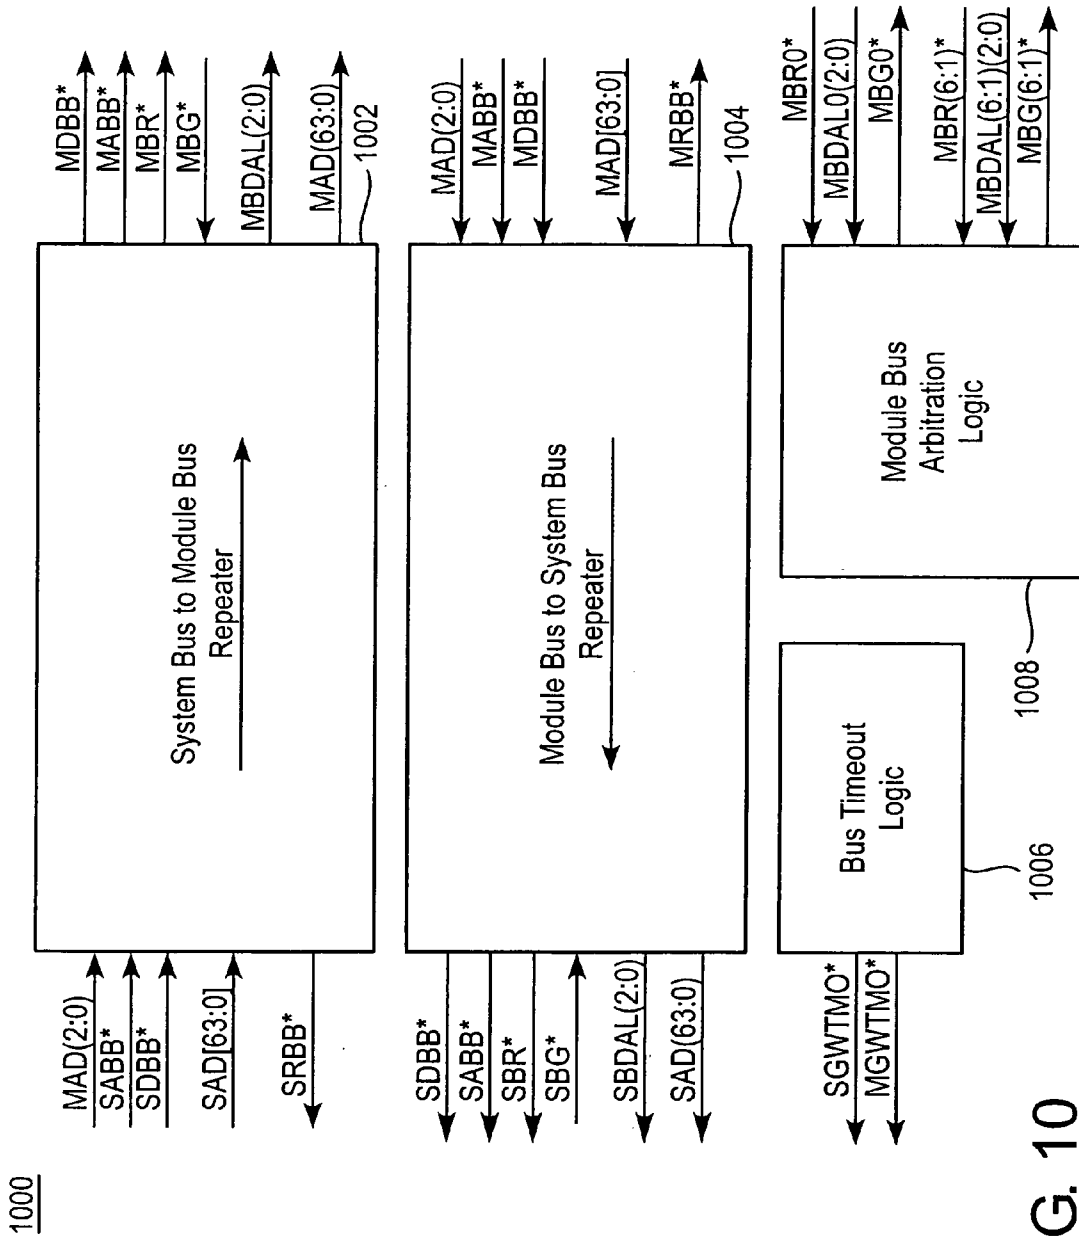 1000
MAD(2:0)
SABB*
SDBB*
SAD[63:0]
SRBB*
System Bus to Module Bus
Repeater
MDBB*
MABB*
MBR*
MBG*
MBDAL(2:0)
MAD(63:0)
1002
SDBB*
SABB*
SBR*
SBG*
SBDAL(2:0)
SAD(63:0)
Module Bus to System Bus
Repeater
MAD(2:0)
MABB*
MDBB*
MAD[63:0]
MRBB*
1004
SGWTMO*
MGWTMO*
Bus Timeout
Logic
1006
Module Bus
Arbitration
Logic
1008
MBR0*
MBDAL0(2:0)
MBG0*
MBR(6:1)*
MBDAL(6:1)(2:0)
MBG(6:1)*
G. 10